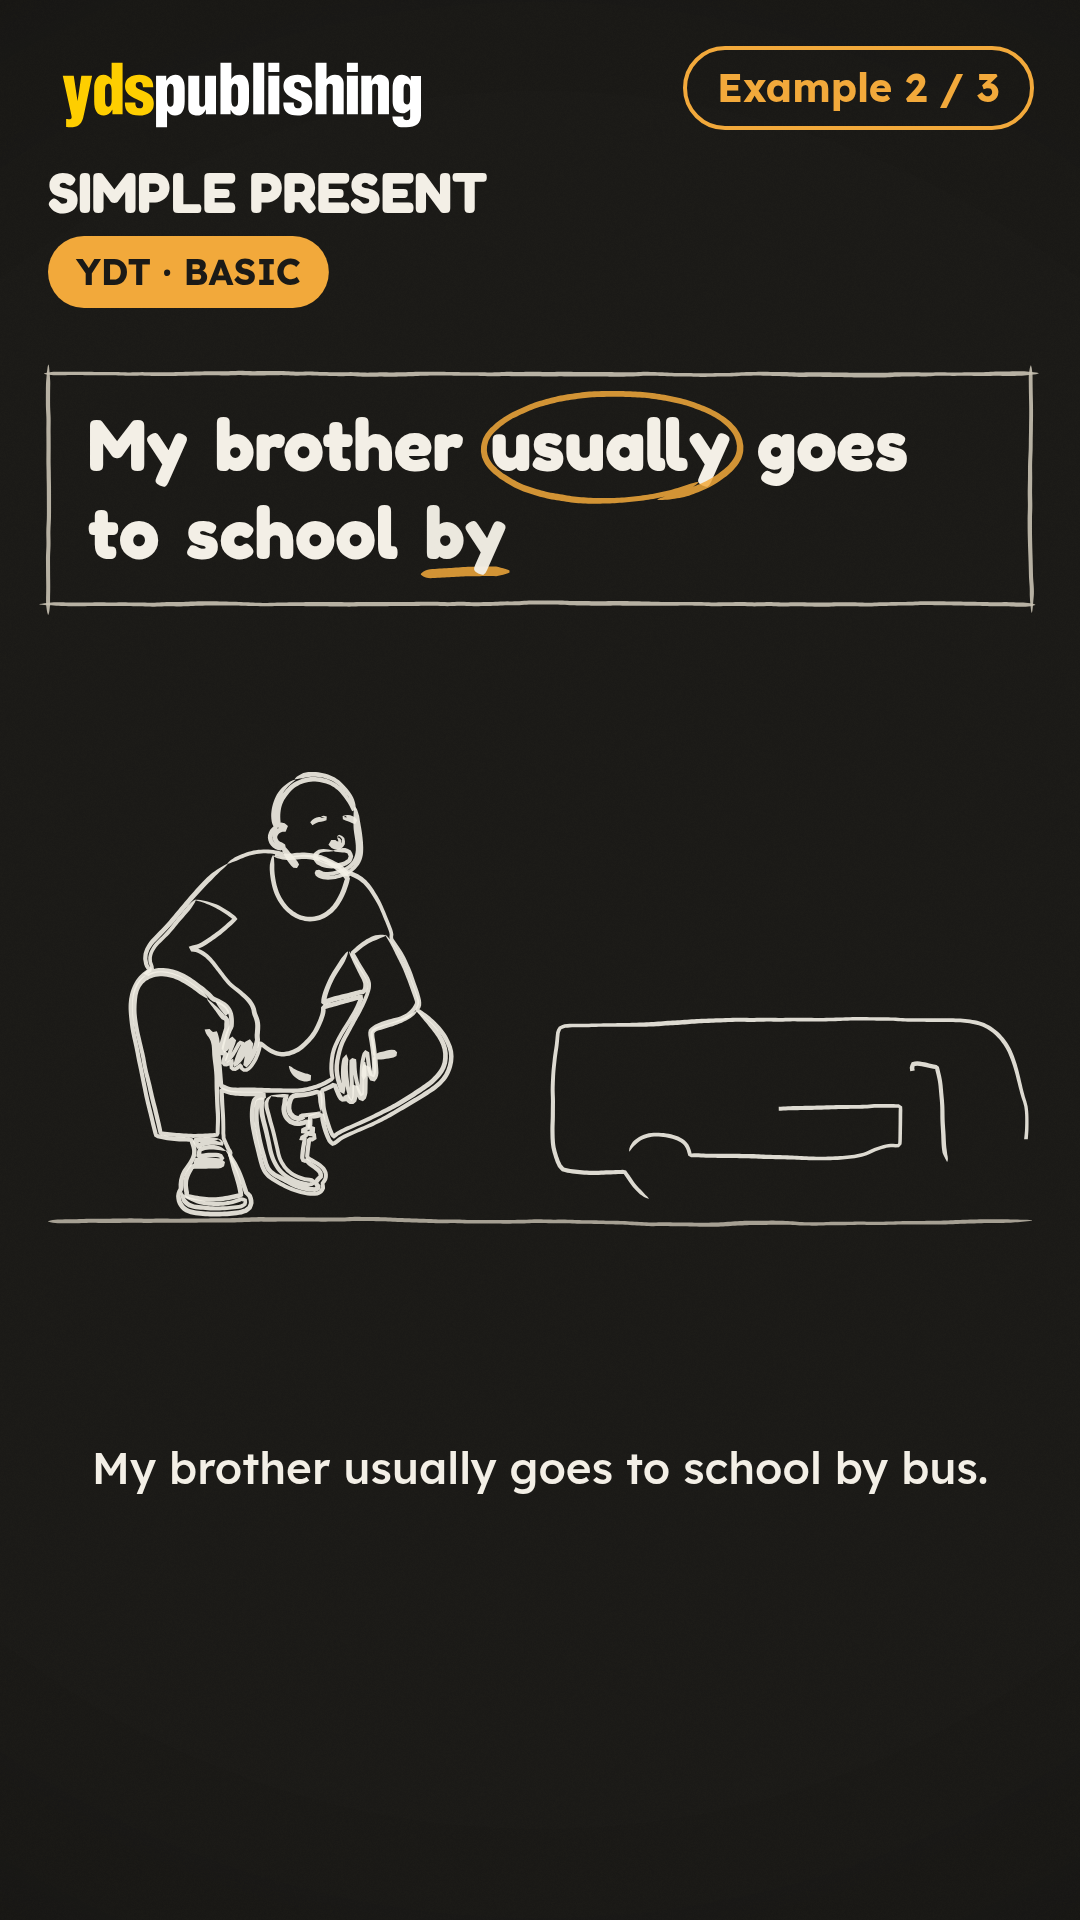 ydspublishing
Example 2 / 3
SIMPLE PRESENT
YDT · BASIC
My brother usually goes
to school by
My brother usually goes to school by bus.